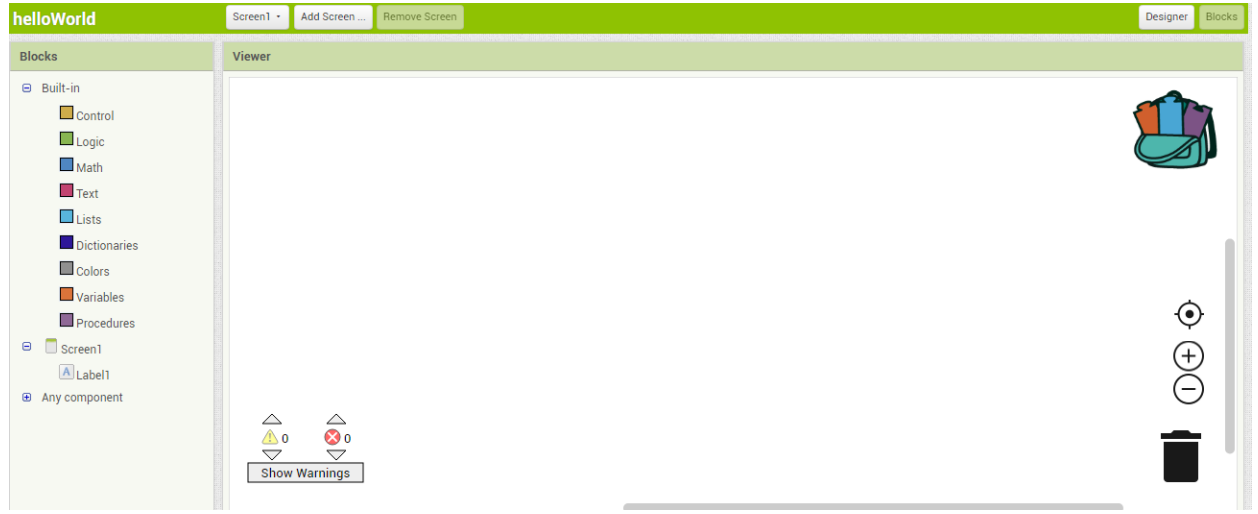 helloWorld
Screen1
Add Screen ...
Remove Screen
Designer
Blocks
Blocks
Viewer
Built-in
Control
Logic
Math
Text
Lists
Dictionaries
Colors
Variables
Procedures
Screen1
A Label1
Any component
0 0
Show Warnings